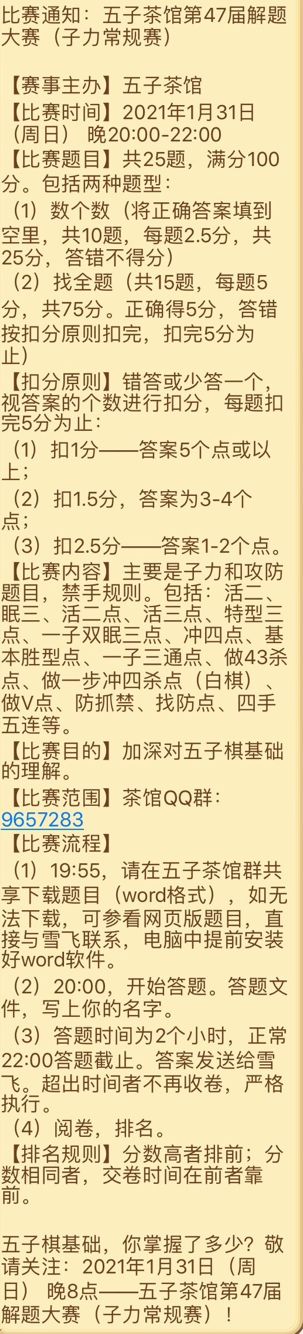 比赛通知：五子茶馆第47届解题
大赛（子力常规赛）
【赛事主办】五子茶馆
【比赛时间】2021年1月31日
（周日） 晚20:00-22:00
【比赛题目】共25题，满分100
分。包括两种题型：
（1）数个数（将正确答案填到
空里，共10题，每题2.5分，共
25分，答错不得分）
（2）找全题（共15题，每题5
分，共75分。正确得5分，答错
按扣分原则扣完，扣完5分为
止）
【扣分原则】错答或少答一个，
视答案的个数进行扣分，每题扣
完5分为止：
（1）扣1分——答案5个点或以
上；
（2）扣1.5分，答案为3-4个
点；
（3）扣2.5分——答案1-2个点。
【比赛内容】主要是子力和攻防
题目，禁手规则。包括：活二、
眠三、活二点、活三点、特型三
点、一子双眠三点、冲四点、基
本胜型点、一子三通点、做43杀
点、做一步冲四杀点（白棋）、
做V点、防抓禁、找防点、四手
五连等。
【比赛目的】加深对五子棋基础
的理解。
【比赛范围】茶馆QQ群：
9657283
【比赛流程】
（1）19:55，请在五子茶馆群共
享下载题目（word格式），如无
法下载，可参看网页版题目，直
接与雪飞联系，电脑中提前安装
好word软件。
（2）20:00，开始答题。答题文
件，写上你的名字。
（3）答题时间为2个小时，正常
22:00答题截止。答案发送给雪
飞。超出时间者不再收卷，严格
执行。
（4）阅卷，排名。
【排名规则】分数高者排前；分
数相同者，交卷时间在前者靠
前。
五子棋基础，你掌握了多少？敬
请关注：2021年1月31日（周
日） 晚8点——五子茶馆第47届
解题大赛（子力常规赛）！